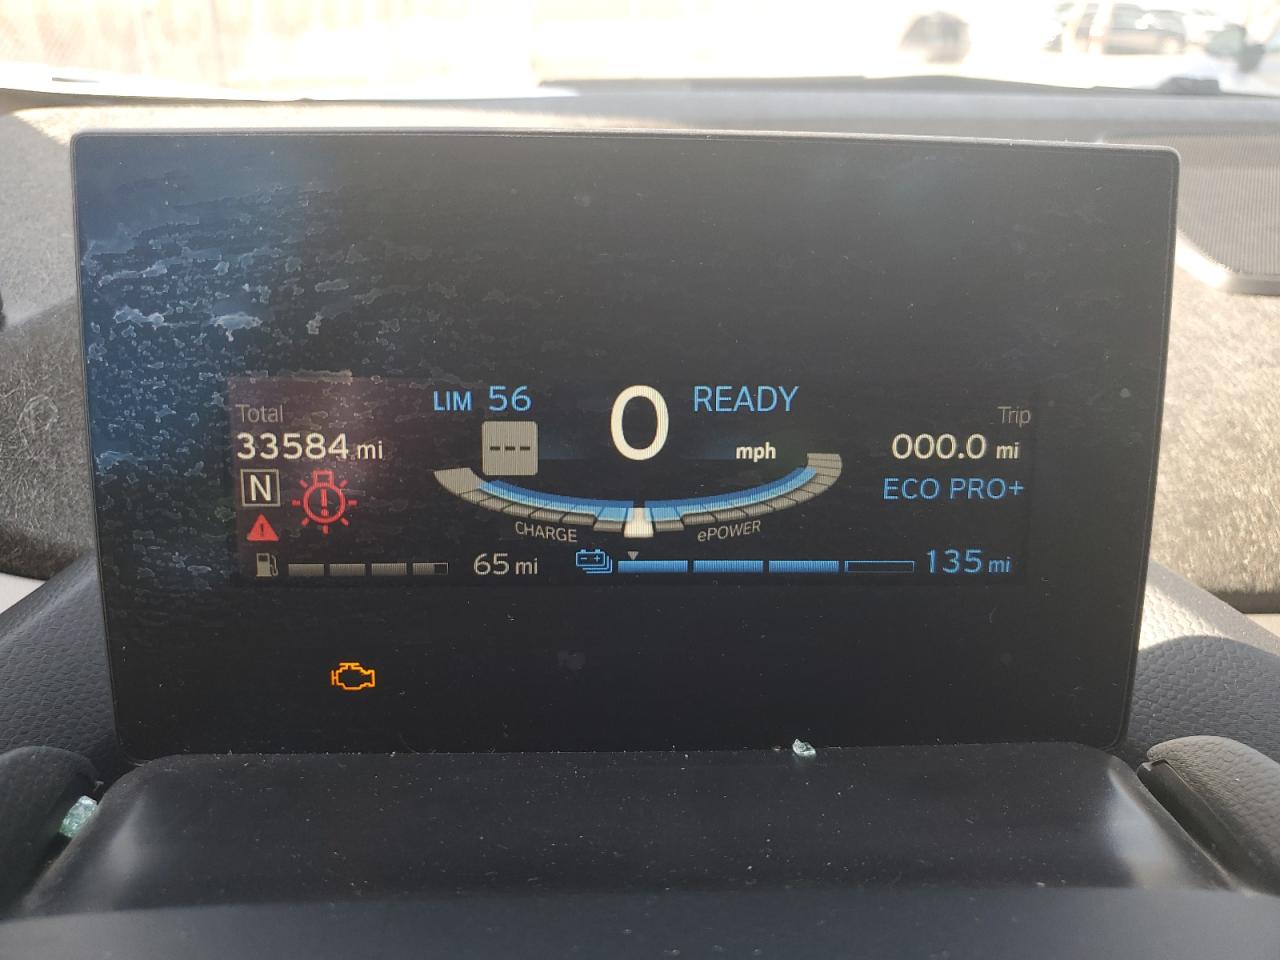 LIM 56
0
READY
mph
Total
33584 mi
N
---
Trip
000.0 mi
ECO PRO+
CHARGE
ePOWER
65 mi
135 mi